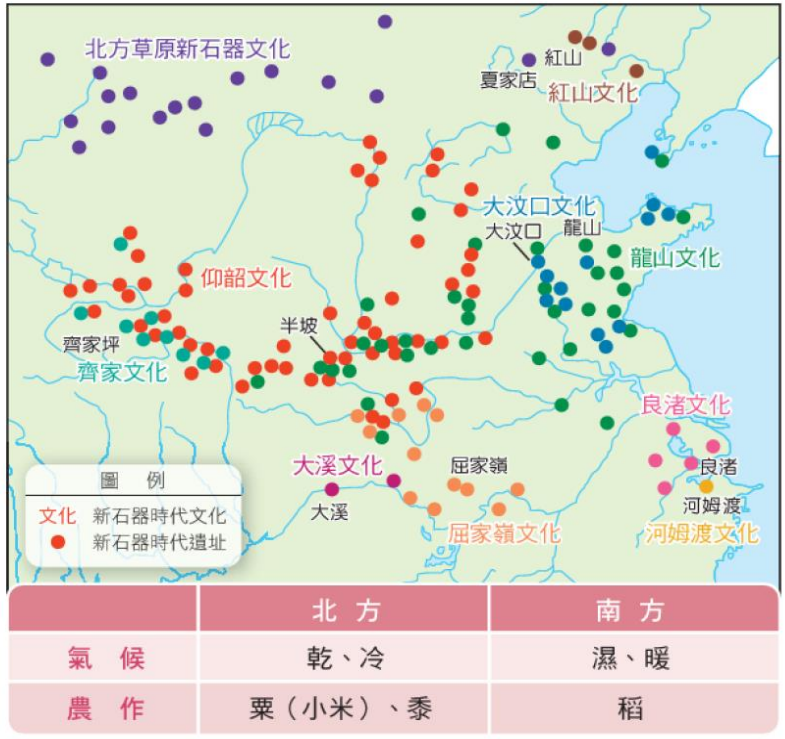 北方草原新石器文化
紅山
夏家店
紅山文化
大汶口文化
大汶口
龍山
龍山文化
仰韶文化
半坡
齊家坪
齊家文化
良渚文化
大溪文化
屈家嶺
良渚
大溪
河姆渡
屈家嶺文化
河姆渡文化
圖例
文化 新石器時代文化
新石器時代遺址
北方 南方
氣候 乾、冷 濕、暖
農作 粟（小米）、黍 稻